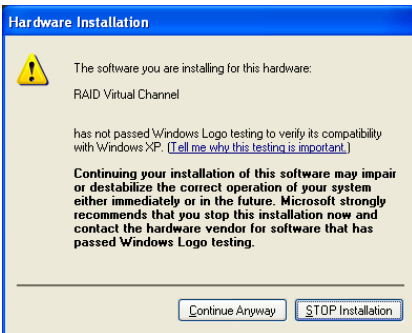 Hardware Installation
The software you are installing for this hardware:
RAID Virtual Channel
has not passed Windows Logo testing to verify its compatibility
with Windows XP. (Tell me why this testing is important.)
Continuing your installation of this software may impair
or destabilize the correct operation of your system
either immediately or in the future. Microsoft strongly
recommends that you stop this installation now and
contact the hardware vendor for software that has
passed Windows Logo testing.
Continue Anyway
STOP Installation